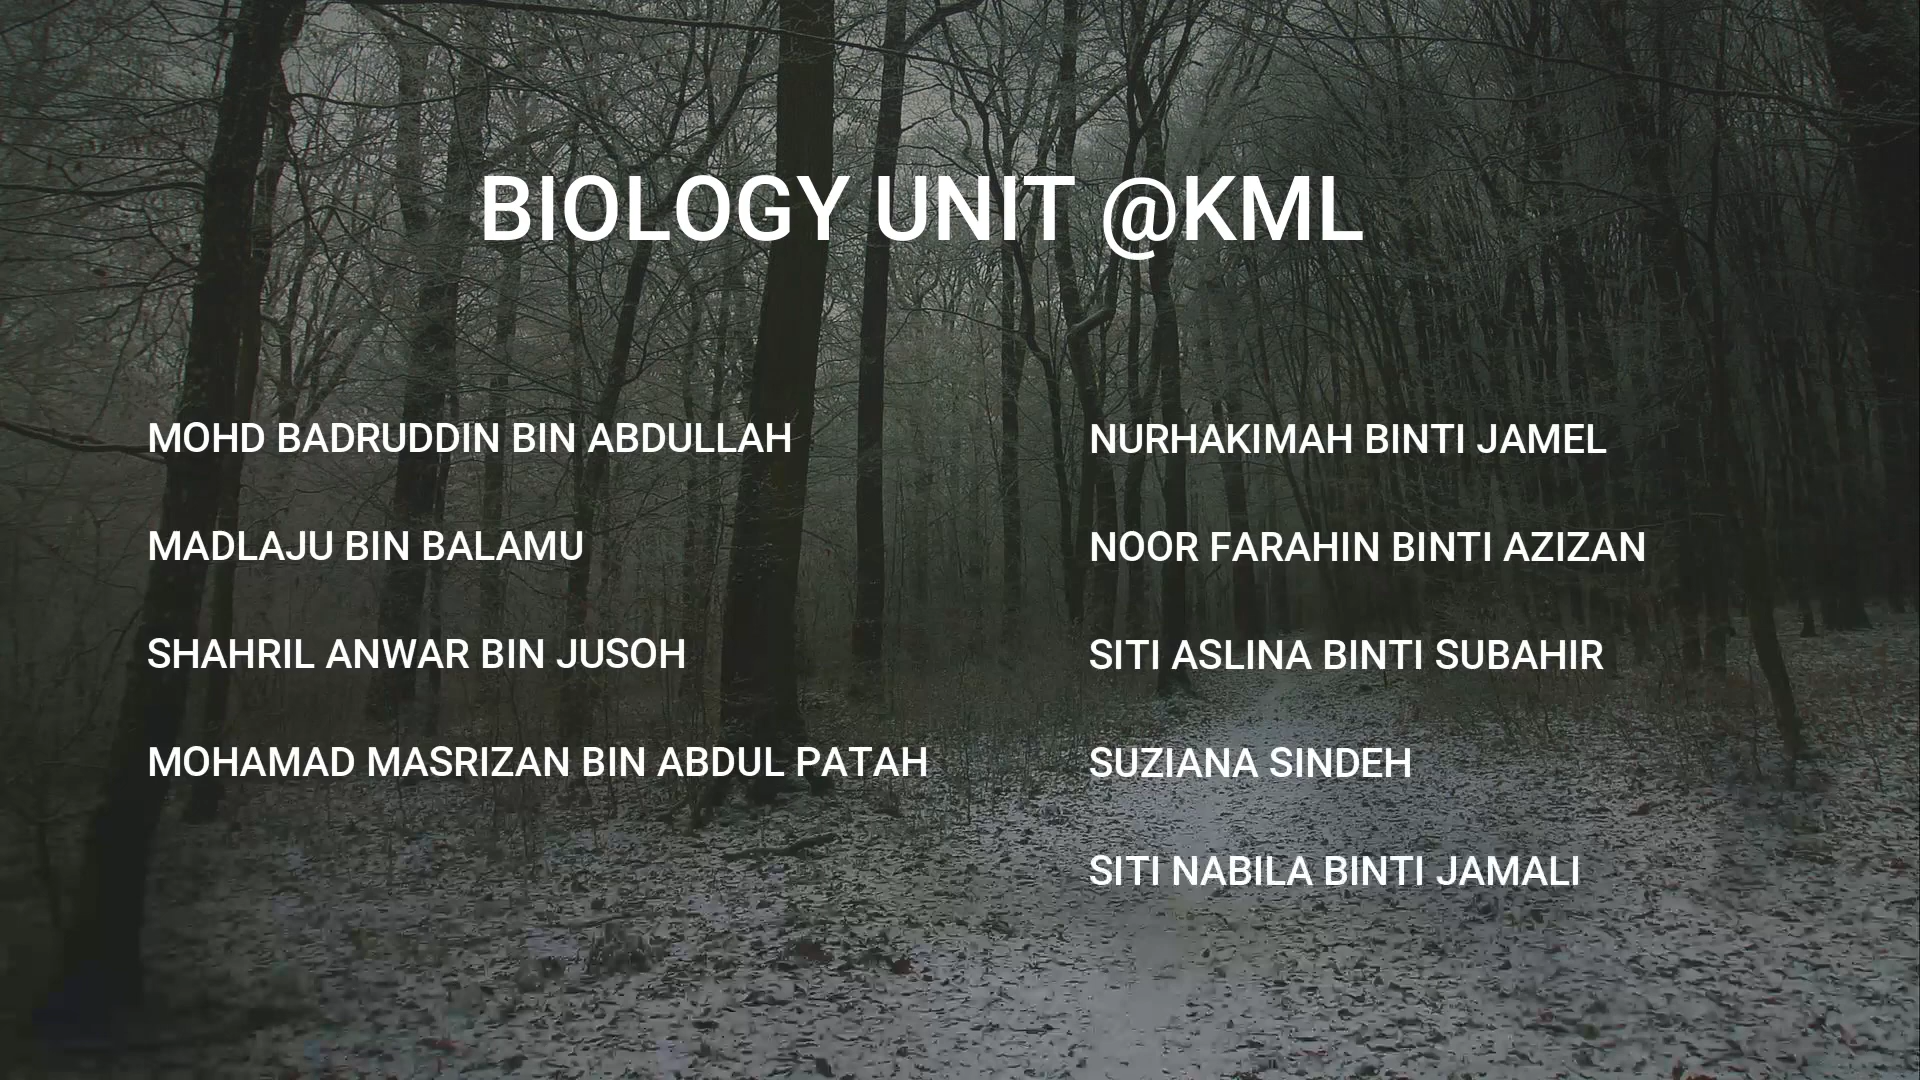 BIOLOGY UNIT @KML
MOHD BADRUDDIN BIN ABDULLAH
MADLAJU BIN BALAMU
SHAHRIL ANWAR BIN JUSOH
MOHAMAD MASRIZAN BIN ABDUL PATAH
NURHAKIMAH BINTI JAMEL
NOOR FARAHIN BINTI AZIZAN
SITI ASLINA BINTI SUBAHIR
SUZIANA SINDEH
SITI NABILA BINTI JAMALI